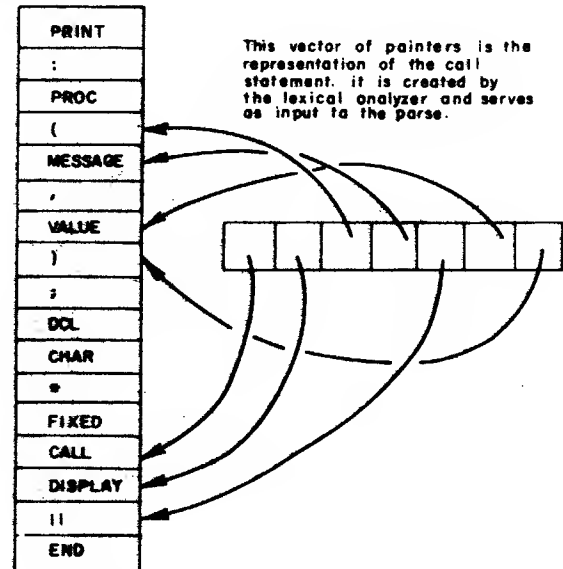 PRINT
:
PROC
(
MESSAGE
,
VALUE
)
;
DCL
CHAR
*
FIXED
CALL
DISPLAY
||
END
This vector of painters is the
representation of the call
statement. it is created by
the lexical analyzer and serves
as input to the parse.